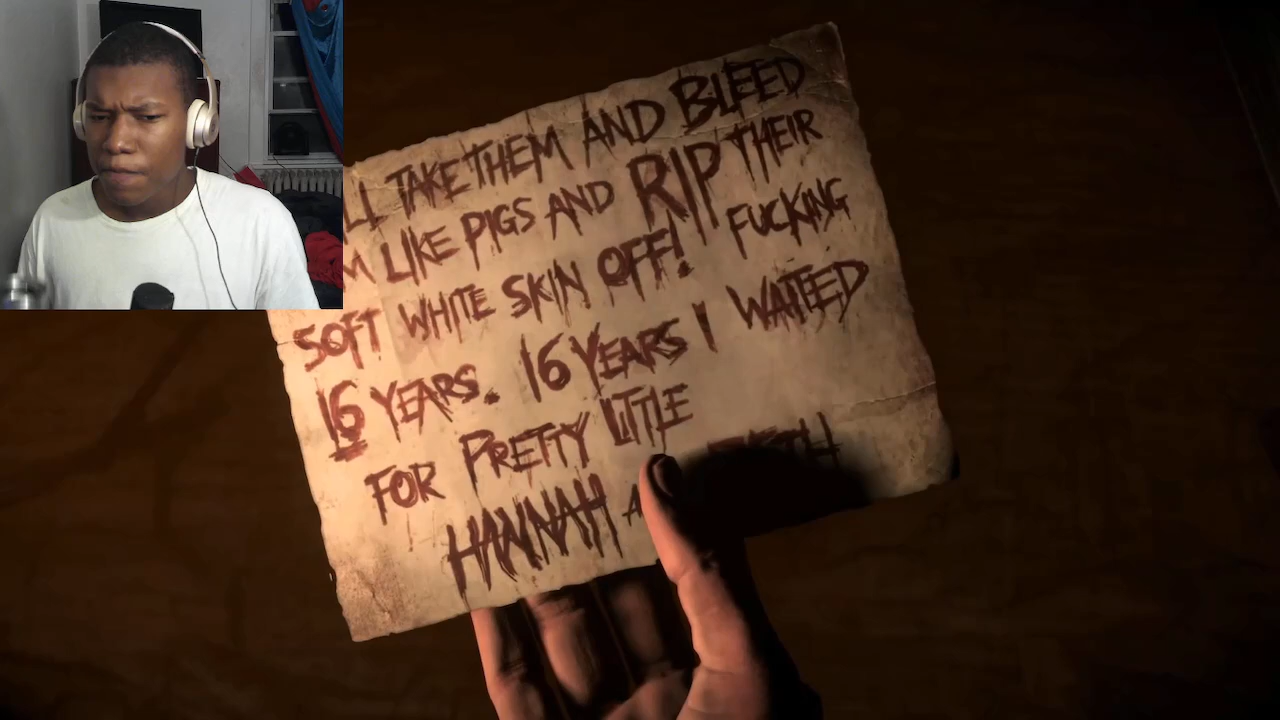 TAKE THEM AND BLEED
LIKE PIGS AND RIP THEIR
SOFT WHITE SKIN OFF! FUCKING
16 YEARS. 16 YEARS I WAITED
FOR PRETTY LITTLE
HANNAH